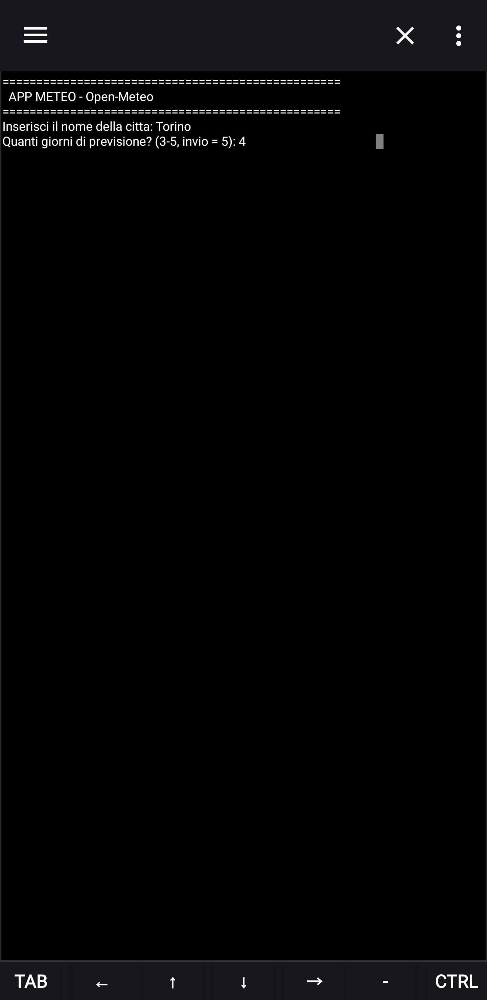 ==================================================
APP METEO - Open-Meteo
==================================================
Inserisci il nome della citta: Torino
Quanti giorni di previsione? (3-5, invio = 5): 4
TAB ← ↑ ↓ → - CTRL